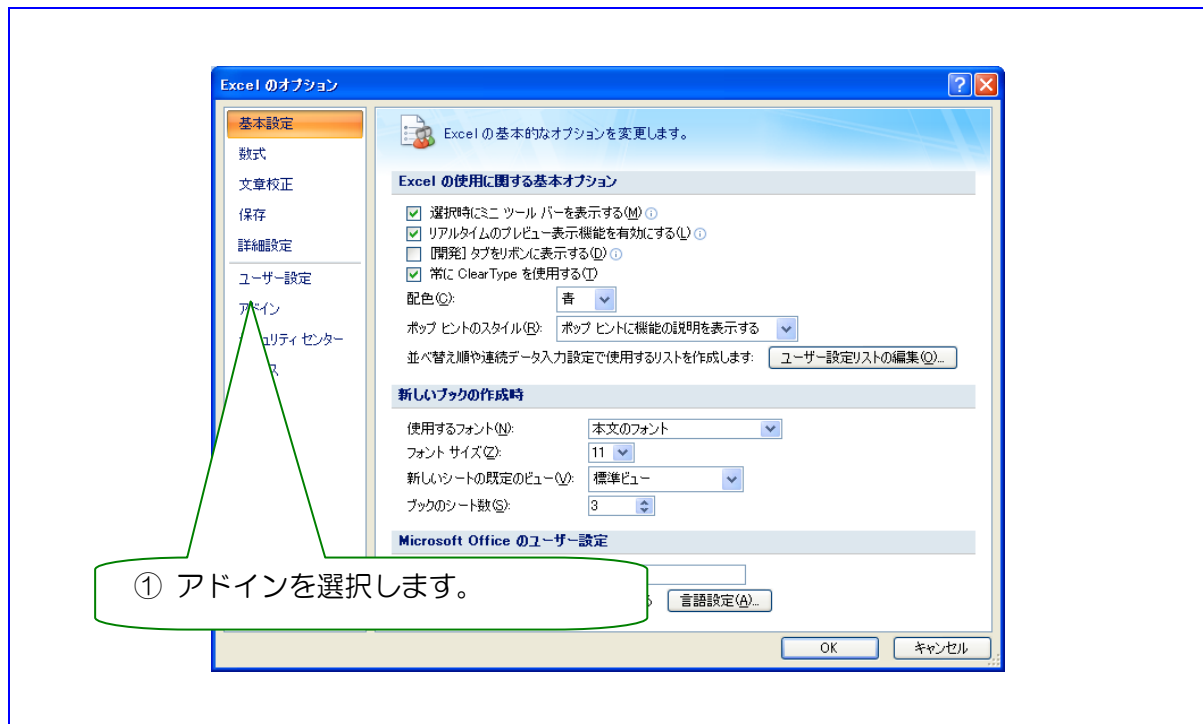 Excel のオプション
基本設定
数式
文章校正
保存
詳細設定
ユーザー設定
アドイン
ュリティ センター
ス
Excel の基本的なオプションを変更します。
Excel の使用に関する基本オプション
選択時にミニ ツール バーを表示する(M)
リアルタイムのプレビュー表示機能を有効にする(L)
[開発] タブをリボンに表示する(D)
常に ClearType を使用する(T)
配色(C): 青
ポップ ヒントのスタイル(R): ポップ ヒントに機能の説明を表示する
並べ替え順や連続データ入力設定で使用するリストを作成します: ユーザー設定リストの編集(O)...
新しいブックの作成時
使用するフォント(N): 本文のフォント
フォント サイズ(Z): 11
新しいシートの既定のビュー(V): 標準ビュー
ブックのシート数(S): 3
Microsoft Office のユーザー設定
言語設定(A)...
① アドインを選択します。
OK キャンセル